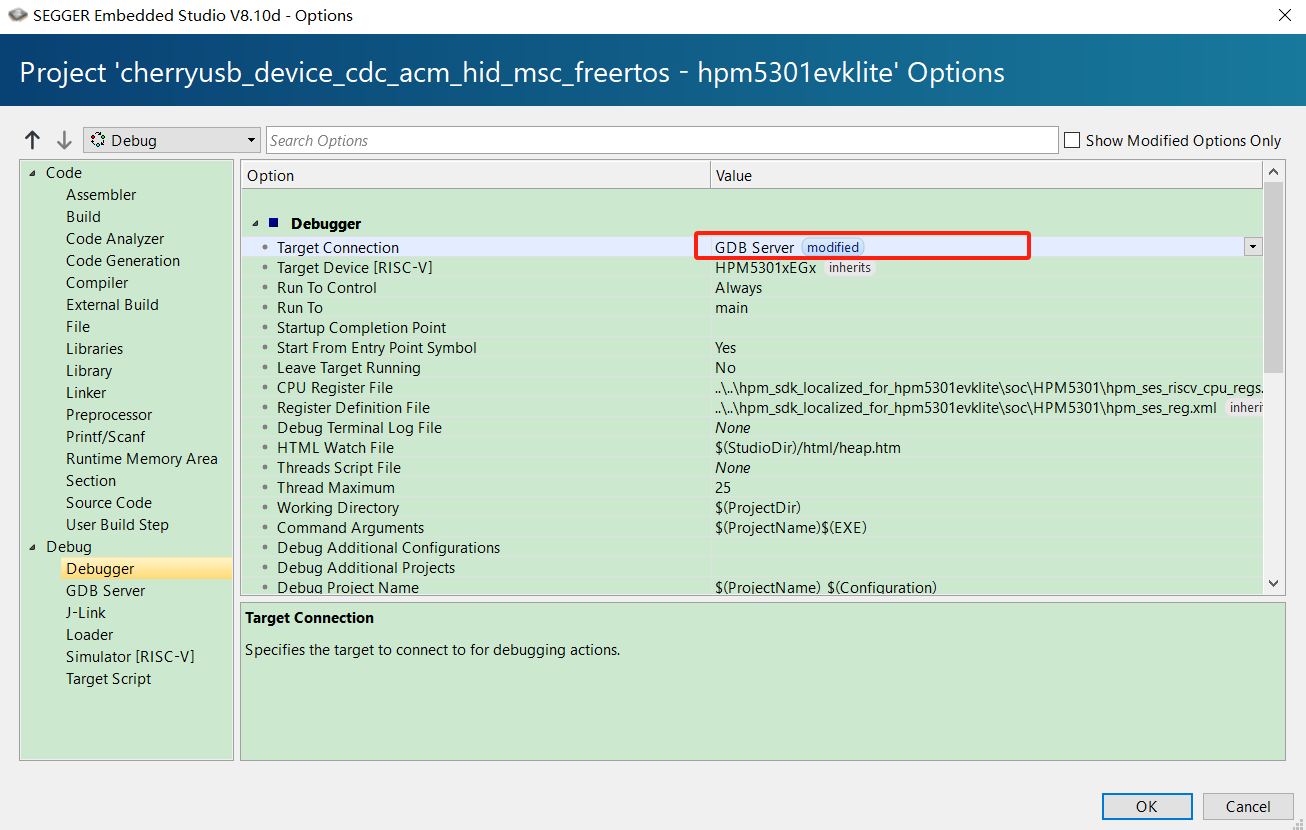 SEGGER Embedded Studio V8.10d - Options
Project 'cherryusb_device_cdc_acm_hid_msc_freertos - hpm5301evklite' Options
Debug
Search Options
Show Modified Options Only
Code
Assembler
Build
Code Analyzer
Code Generation
Compiler
External Build
File
Libraries
Library
Linker
Preprocessor
Printf/Scanf
Runtime Memory Area
Section
Source Code
User Build Step
Debug
Debugger
GDB Server
J-Link
Loader
Simulator [RISC-V]
Target Script
Option Value
Debugger
Target Connection GDB Server modified
Target Device [RISC-V] HPM5301xEGx inherits
Run To Control Always
Run To main
Startup Completion Point
Start From Entry Point Symbol Yes
Leave Target Running No
CPU Register File ..\..\hpm_sdk_localized_for_hpm5301evklite\soc\HPM5301\hpm_ses_riscv_cpu_regs.
Register Definition File ..\..\hpm_sdk_localized_for_hpm5301evklite\soc\HPM5301\hpm_ses_reg.xml inheri
Debug Terminal Log File None
HTML Watch File $(StudioDir)/html/heap.htm
Threads Script File None
Thread Maximum 25
Working Directory $(ProjectDir)
Command Arguments $(ProjectName)$(EXE)
Debug Additional Configurations
Debug Additional Projects
Debug Project Name $(ProjectName) $(Configuration)
Target Connection
Specifies the target to connect to for debugging actions.
OK
Cancel